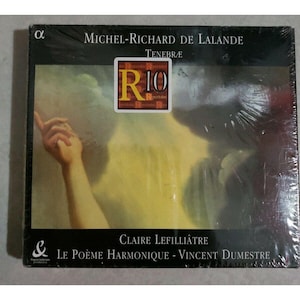 α
MICHEL-RICHARD DE LALANDE
TENEBRÆ
R10
CLAIRE LEFILLIÂTRE
&
LE POÈME HARMONIQUE - VINCENT DUMESTRE